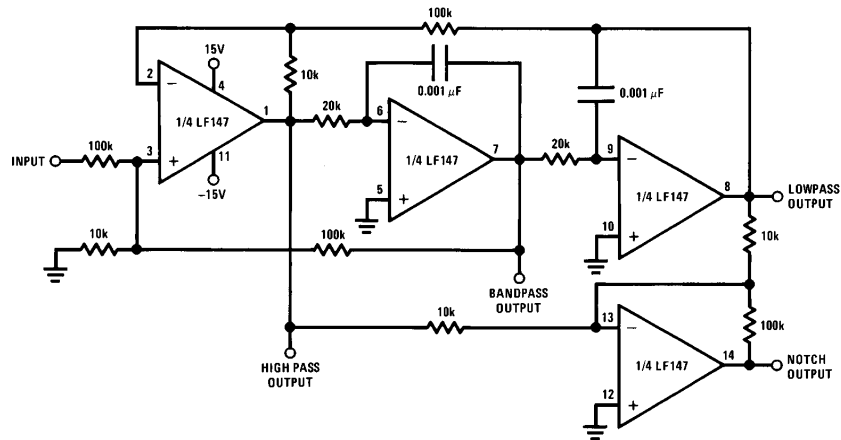 100k
15V
2
4
10k
0.001 µF
0.001 µF
1/4 LF147
1
20k
6
100k
INPUT
3
11
–15V
1/4 LF147
7
20k
9
5
1/4 LF147
8
LOWPASS
OUTPUT
10k
100k
10
10k
BANDPASS
OUTPUT
10k
13
100k
HIGH PASS
OUTPUT
1/4 LF147
14
NOTCH
OUTPUT
12